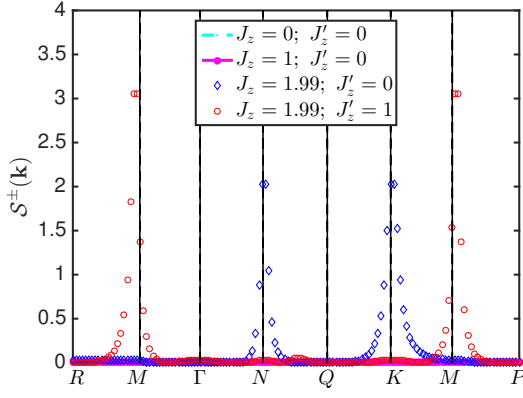 4
3.5
3
2.5
2
1.5
1
0.5
0
S±(k)
J_z = 0; J'_z = 0
J_z = 1; J'_z = 0
J_z = 1.99; J'_z = 0
J_z = 1.99; J'_z = 1
R M Γ N Q K M P